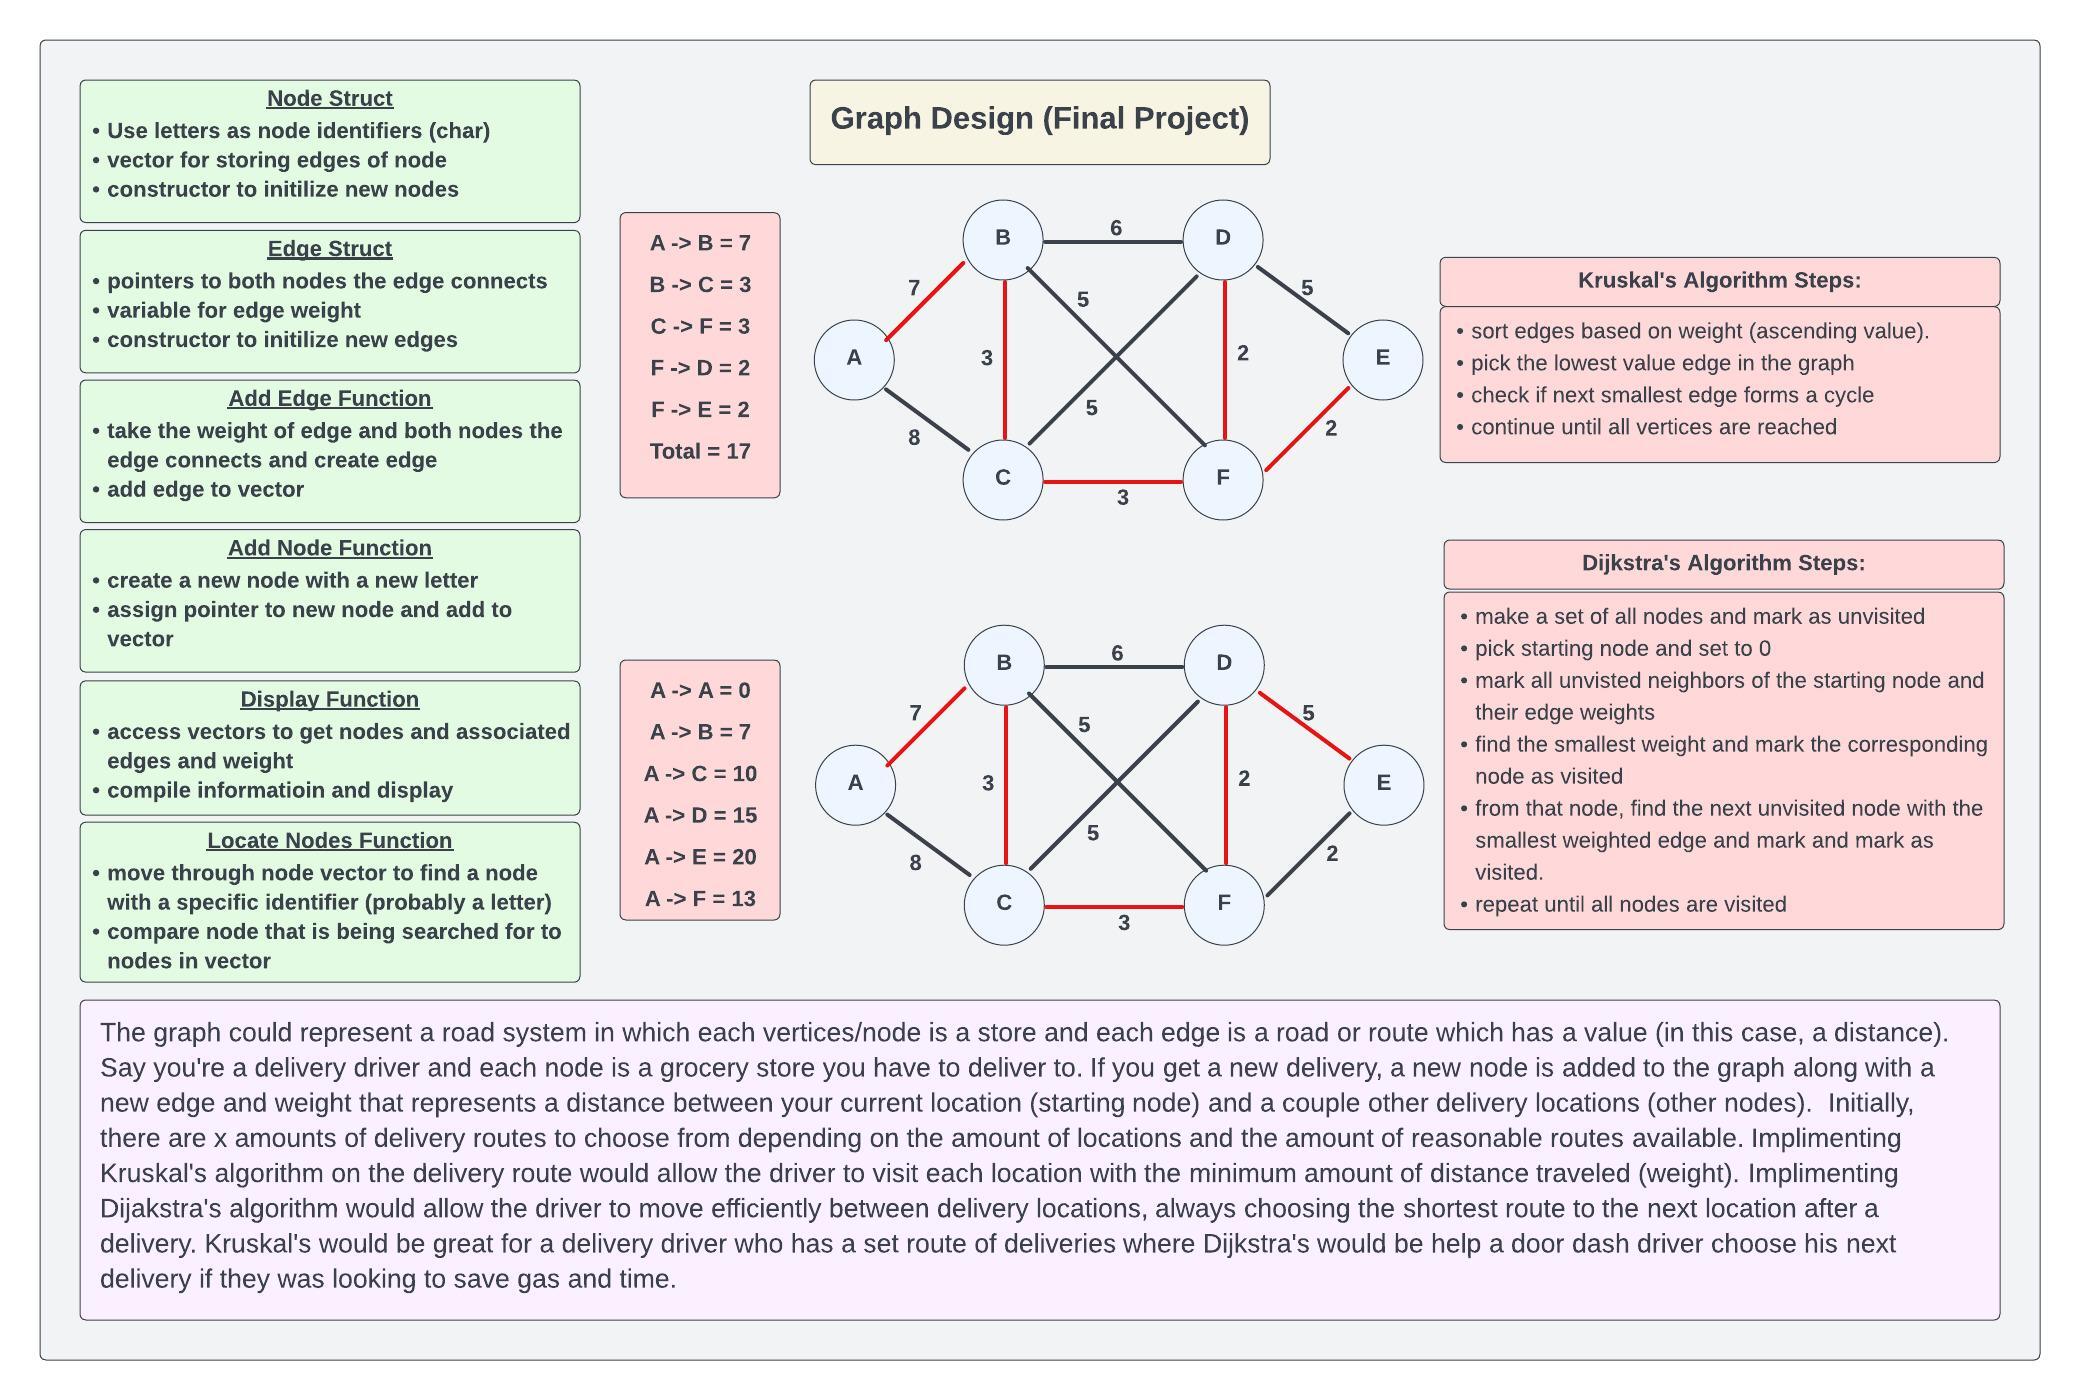 Graph Design (Final Project)
Node Struct
• Use letters as node identifiers (char)
• vector for storing edges of node
• constructor to initilize new nodes
Edge Struct
• pointers to both nodes the edge connects
• variable for edge weight
• constructor to initilize new edges
Add Edge Function
• take the weight of edge and both nodes the
edge connects and create edge
• add edge to vector
Add Node Function
• create a new node with a new letter
• assign pointer to new node and add to
vector
Display Function
• access vectors to get nodes and associated
edges and weight
• compile informatioin and display
Locate Nodes Function
• move through node vector to find a node
with a specific identifier (probably a letter)
• compare node that is being searched for to
nodes in vector
A -> B = 7
B -> C = 3
C -> F = 3
F -> D = 2
F -> E = 2
Total = 17
B
6
D
7
5
5
A
3
2
E
8
5
2
C
3
F
Kruskal's Algorithm Steps:
• sort edges based on weight (ascending value).
• pick the lowest value edge in the graph
• check if next smallest edge forms a cycle
• continue until all vertices are reached
A -> A = 0
A -> B = 7
A -> C = 10
A -> D = 15
A -> E = 20
A -> F = 13
B
6
D
7
5
5
A
3
2
E
8
5
2
C
3
F
Dijkstra's Algorithm Steps:
• make a set of all nodes and mark as unvisited
• pick starting node and set to 0
• mark all unvisted neighbors of the starting node and
their edge weights
• find the smallest weight and mark the corresponding
node as visited
• from that node, find the next unvisited node with the
smallest weighted edge and mark and mark as
visited.
• repeat until all nodes are visited
The graph could represent a road system in which each vertices/node is a store and each edge is a road or route which has a value (in this case, a distance).
Say you're a delivery driver and each node is a grocery store you have to deliver to. If you get a new delivery, a new node is added to the graph along with a
new edge and weight that represents a distance between your current location (starting node) and a couple other delivery locations (other nodes).  Initially,
there are x amounts of delivery routes to choose from depending on the amount of locations and the amount of reasonable routes available. Implimenting
Kruskal's algorithm on the delivery route would allow the driver to visit each location with the minimum amount of distance traveled (weight). Implimenting
Dijakstra's algorithm would allow the driver to move efficiently between delivery locations, always choosing the shortest route to the next location after a
delivery. Kruskal's would be great for a delivery driver who has a set route of deliveries where Dijkstra's would be help a door dash driver choose his next
delivery if they was looking to save gas and time.